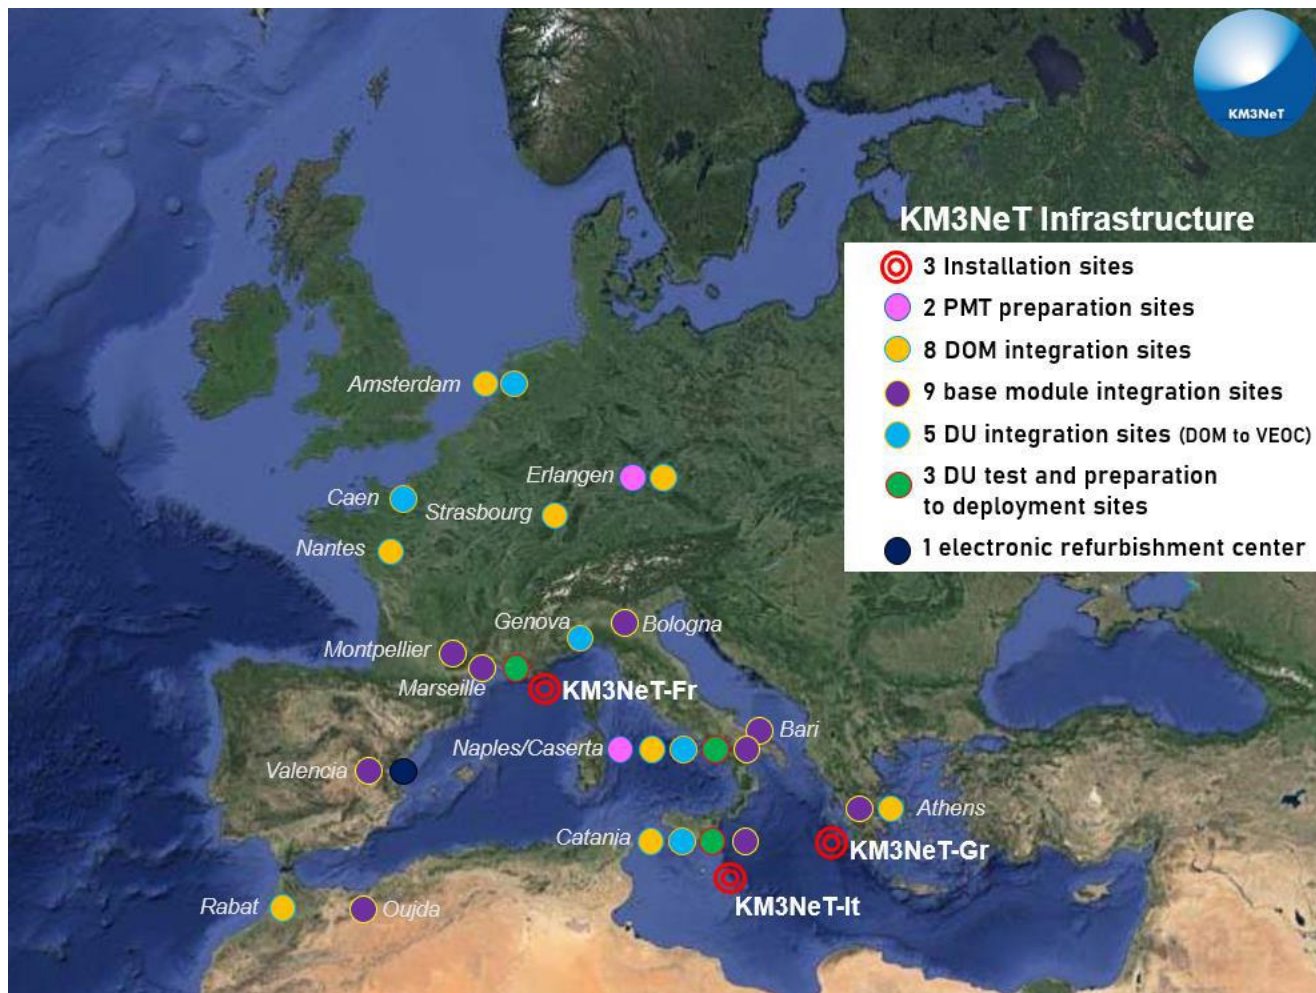 KM3NeT
KM3NeT Infrastructure
3 Installation sites
2 PMT preparation sites
8 DOM integration sites
9 base module integration sites
5 DU integration sites (DOM to VEOC)
3 DU test and preparation
to deployment sites
1 electronic refurbishment center
Amsterdam
Erlangen
Caen
Strasbourg
Nantes
Genova
Bologna
Montpellier
Marseille
KM3NeT-Fr
Bari
Naples/Caserta
Valencia
Athens
Catania
KM3NeT-Gr
KM3NeT-It
Rabat
Oujda